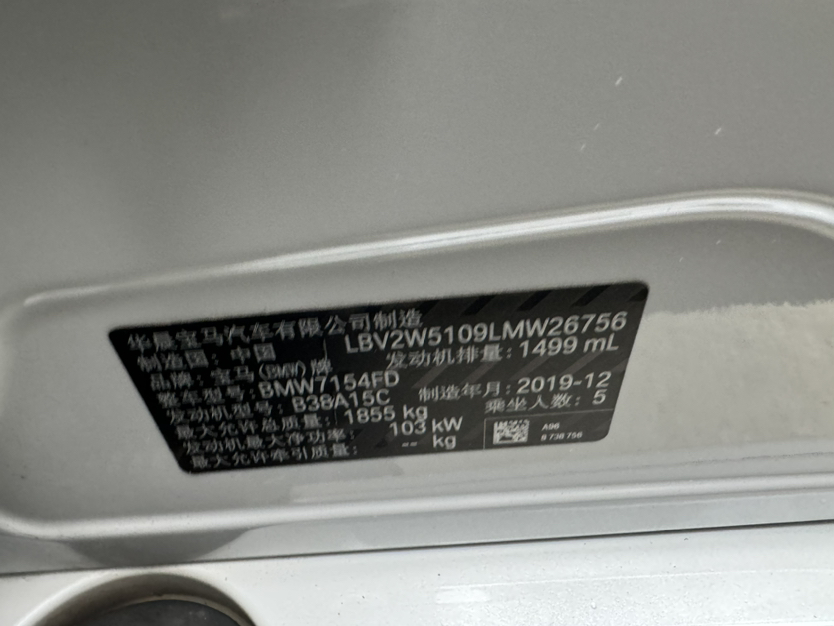 华晨宝马汽车有限公司制造
制造国：中国 LBV2W5109LMW26756
品牌：宝马(BMW)牌 发动机排量：1499 mL
整车型号：BMW7154FD
发动机型号：B38A15C 制造年月：2019-12
最大允许总质量：1855 kg 乘坐人数：5
发动机最大净功率：103 kW
最大允许牵引质量：-- kg
A96
9 738 756